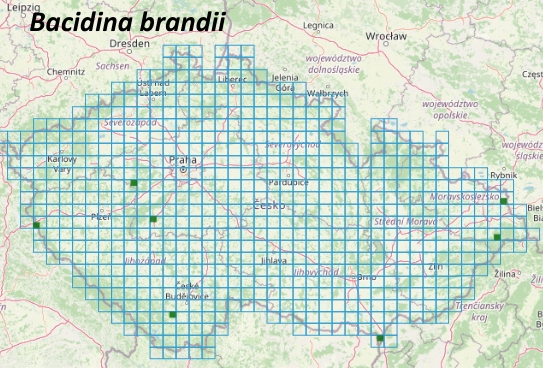 Leipzig
Bacidina brandii
Legnica
Dresden
Wrocław
Chemnitz
Sachsen
Liberec
Jelenia
Góra
województwo
dolnośląskie
Ústí nad
Labem
Wałbrzych
Severozápad
województwo
opolskie
Karlovy
Vary
Praha
Severovýchod
Rybnik
Pardubice
Moravskoslezsko
Česko
Plzeň
Střední Morava
Jihozápad
Jihlava
Jihovýchod
Brno
Zlín
Žilina
České
Budějovice
Trenčiansky
kraj